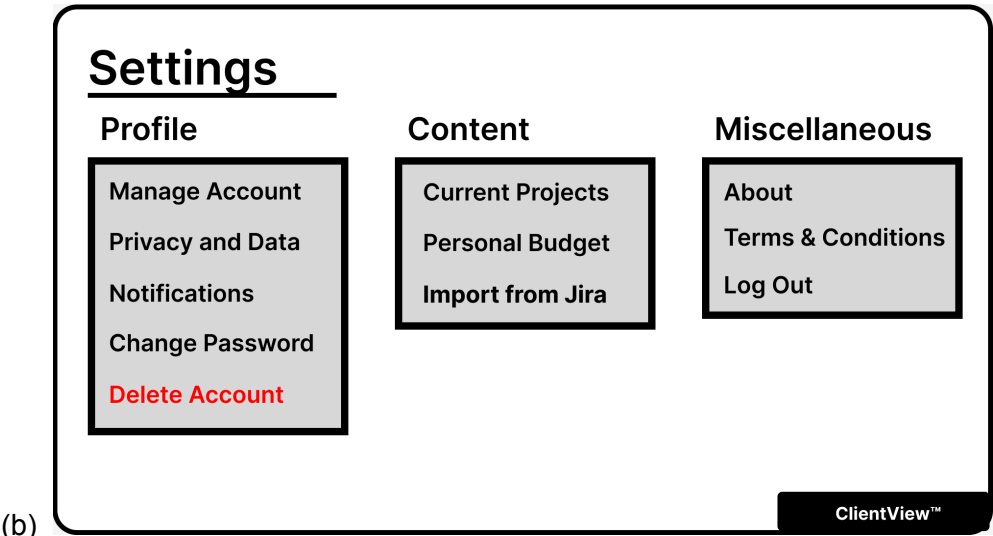 Settings
Profile
Manage Account
Privacy and Data
Notifications
Change Password
Delete Account
Content
Current Projects
Personal Budget
Import from Jira
Miscellaneous
About
Terms & Conditions
Log Out
ClientView™
(b)